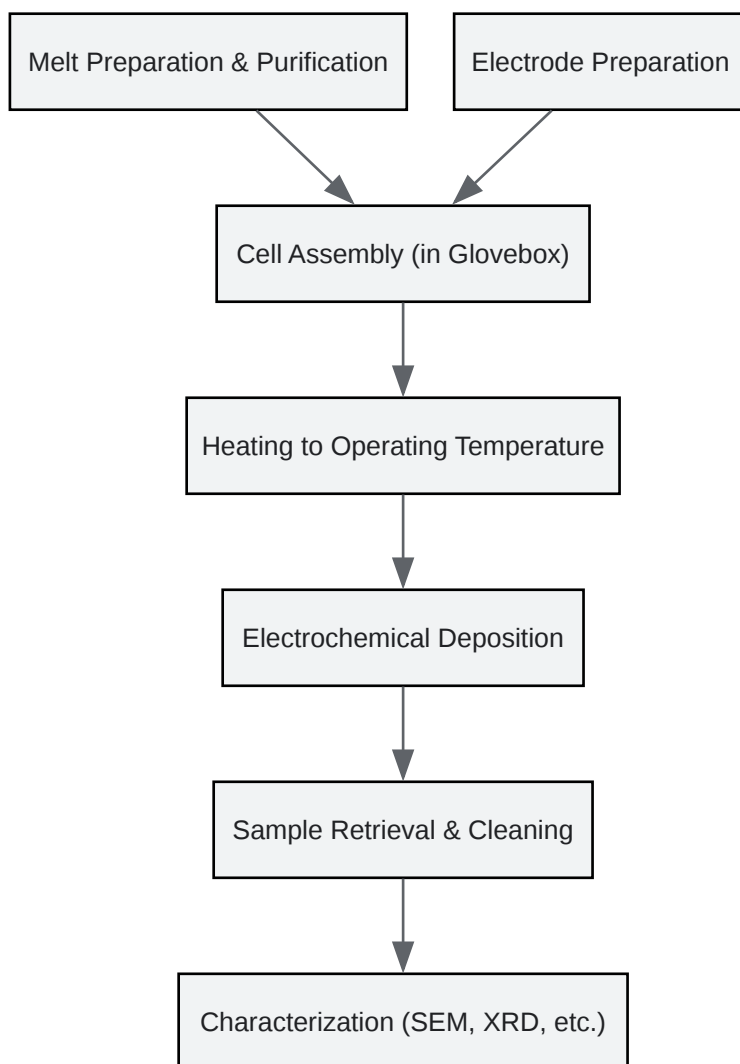 Melt Preparation & Purification
Electrode Preparation
Cell Assembly (in Glovebox)
Heating to Operating Temperature
Electrochemical Deposition
Sample Retrieval & Cleaning
Characterization (SEM, XRD, etc.)